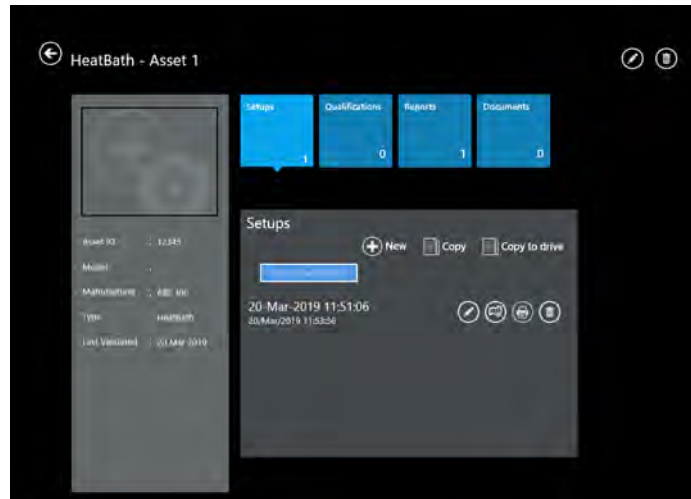 HeatBath - Asset 1
Setups
1
Qualifications
0
Reports
1
Documents
0
Asset ID : 12345
Model :
Manufacturer : ABC Inc
Type HeatBath
Last Validated : 20 Mar 2019
Setups
New
Copy
Copy to drive
20-Mar-2019 11:51:06
20/Mar/2019 11:53:56